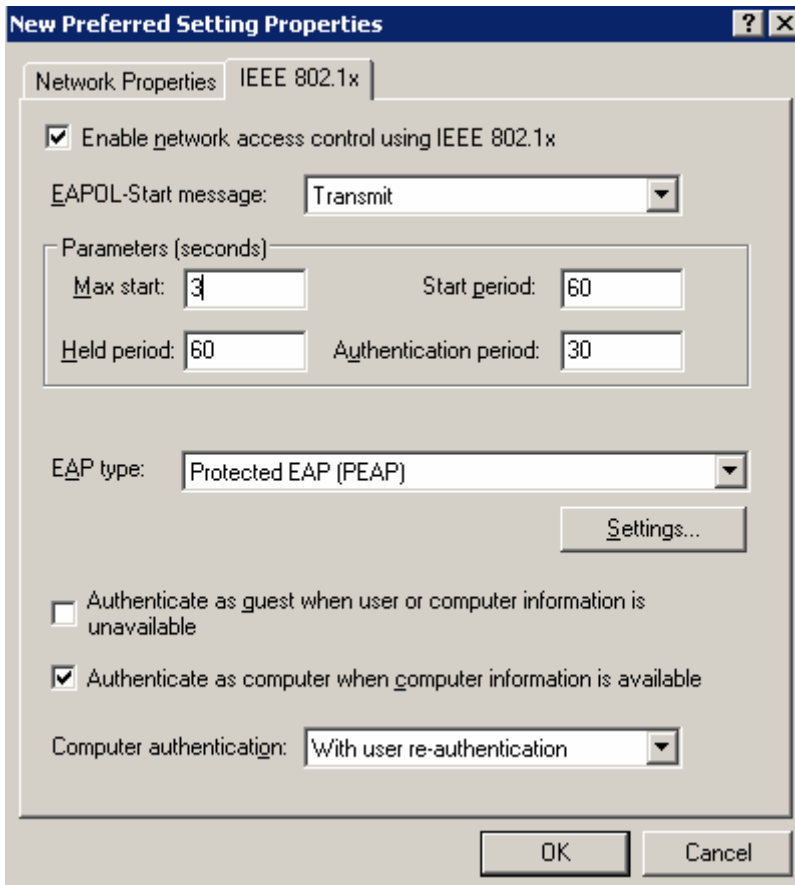 New Preferred Setting Properties
Network Properties
IEEE 802.1x
Enable network access control using IEEE 802.1x
EAPOL-Start message: Transmit
Parameters (seconds)
Max start: 3 Start period: 60
Held period: 60 Authentication period: 30
EAP type: Protected EAP (PEAP)
Settings...
Authenticate as guest when user or computer information is
unavailable
Authenticate as computer when computer information is available
Computer authentication: With user re-authentication
OK Cancel